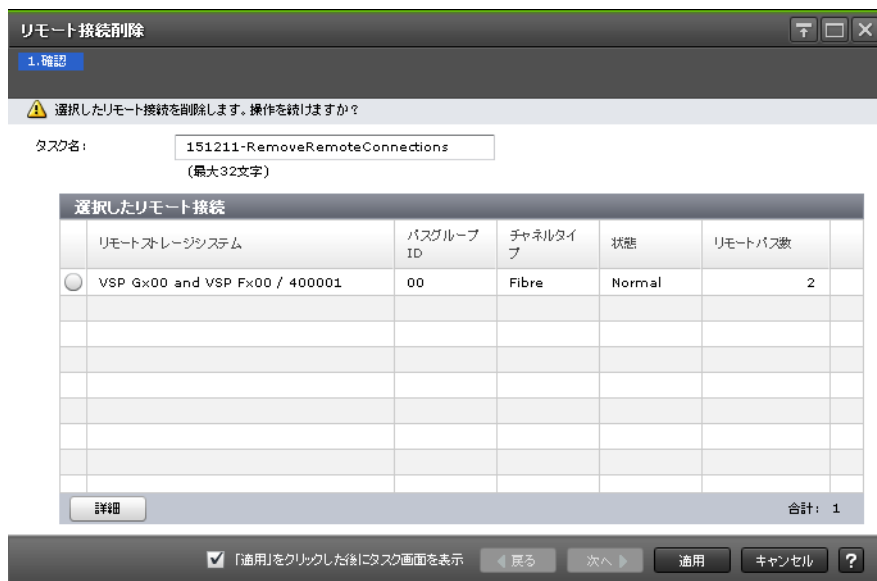 リモート接続削除
1.確認
選択したリモート接続を削除します。操作を続けますか？
タスク名:
151211-RemoveRemoteConnections
(最大32文字)
選択したリモート接続
リモートストレージシステム
パスグループ
ID
チャネルタイ
プ
状態
リモートパス数
VSP Gx00 and VSP Fx00 / 400001 00 Fibre Normal 2
詳細
合計: 1
「適用」をクリックした後にタスク画面を表示
戻る
次へ
適用
キャンセル
?